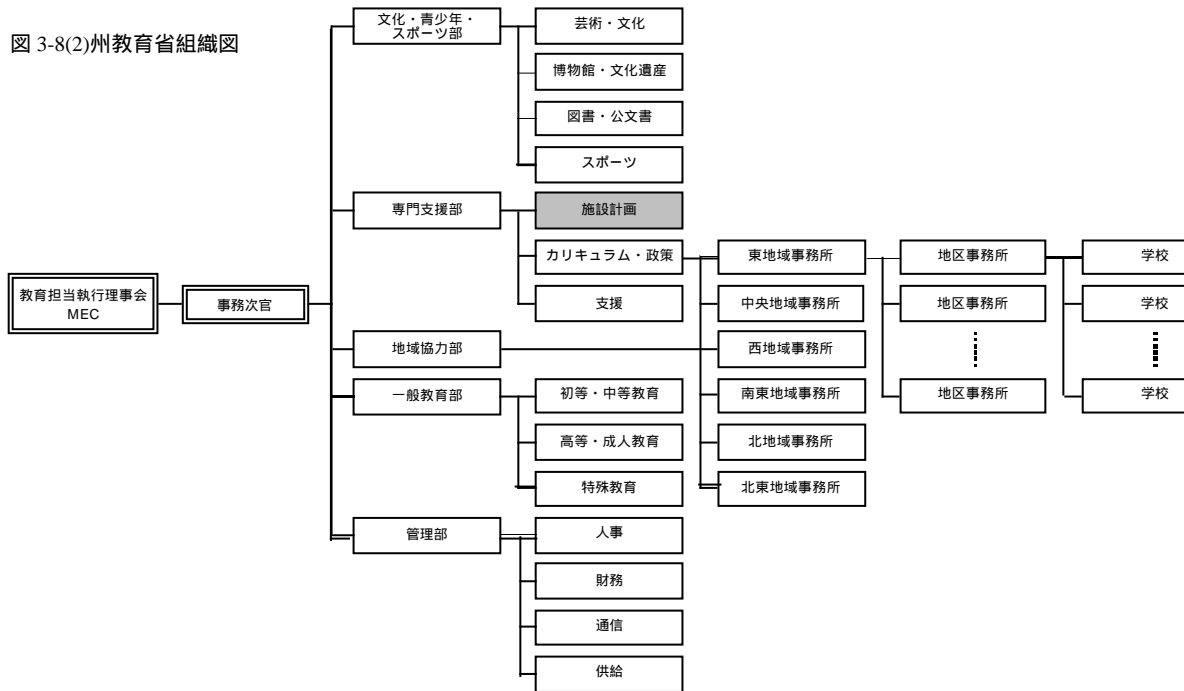 図 3-8(2)州教育省組織図
文化・青少年・
スポーツ部
芸術・文化
博物館・文化遺産
図書・公文書
スポーツ
専門支援部
施設計画
カリキュラム・政策
東地域事務所
地区事務所
学校
教育担当執行理事会
MEC
事務次官
支援
中央地域事務所
地区事務所
学校
地域協力部
西地域事務所
一般教育部
初等・中等教育
南東地域事務所
地区事務所
学校
高等・成人教育
北地域事務所
特殊教育
北東地域事務所
管理部
人事
財務
通信
供給